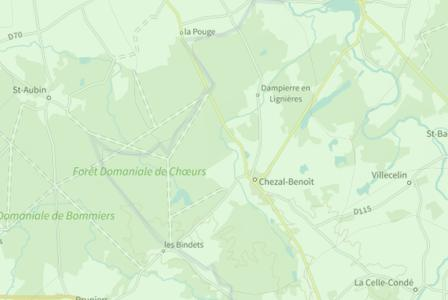 la Pouge
D70
St-Aubin
Dampierre en
Lignières
St-Ba
Forêt Domaniale de Chœurs
Chezal-Benoît
Villecelin
Domaniale de Bommiers
D115
les Bindets
La Celle-Condé
Pruniers